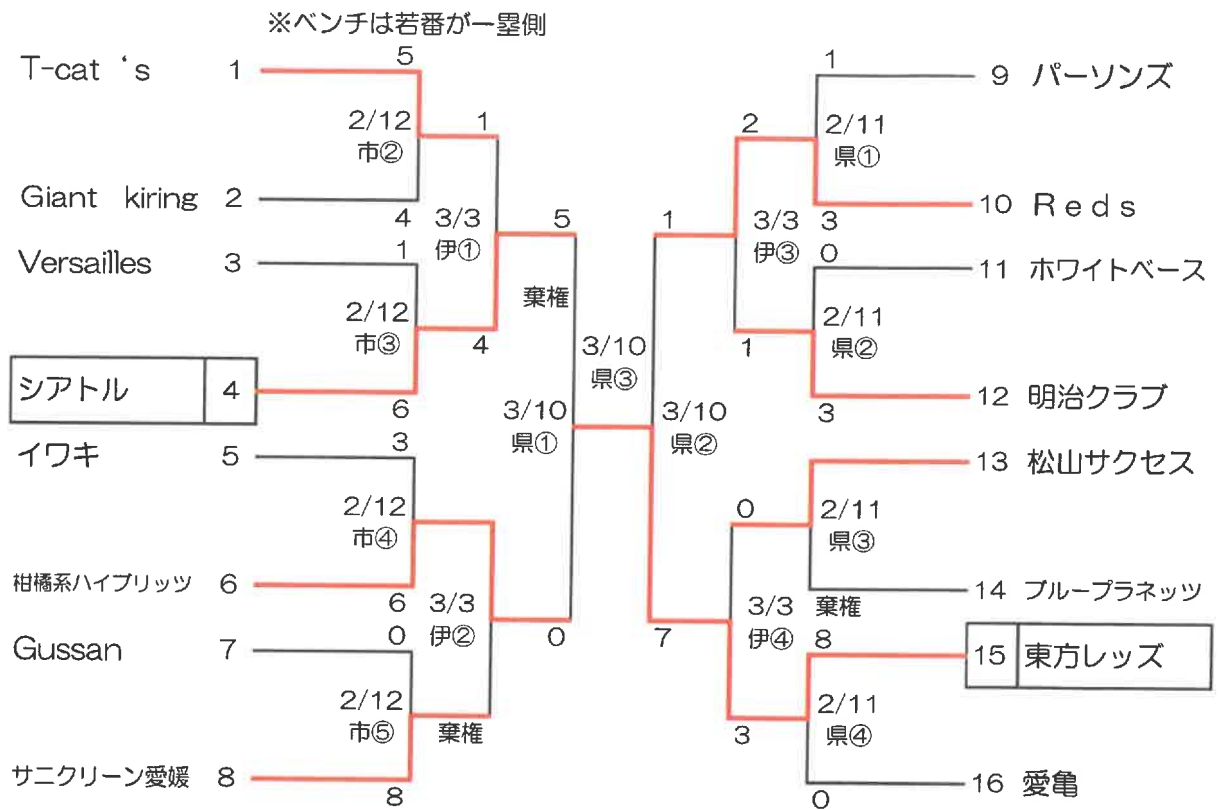 ※ベンチは若番が一塁側
T-cat 's 1
5
2/12
市②
Giant kiring 2
4
1
3/3
伊①
Versailles 3
1
2/12
市③
シアトル 4
6
4
5
棄権
イワキ 5
3
2/12
市④
柑橘系ハイブリッツ 6
6
3/3
伊②
Gussan 7
0
2/12
市⑤
サニクリーン愛媛 8
8
棄権
0
3/10
県①
3/10
県③
3/10
県②
1
7
1
9 パーソンズ
2/11
県①
10 Reds
3
2
3/3
伊③
0
11 ホワイトベース
2/11
県②
12 明治クラブ
3
1
13 松山サクセス
0
2/11
県③
14 ブループラネッツ
棄権
3/3
伊④
8
15 東方レッズ
2/11
県④
3
16 愛亀
0